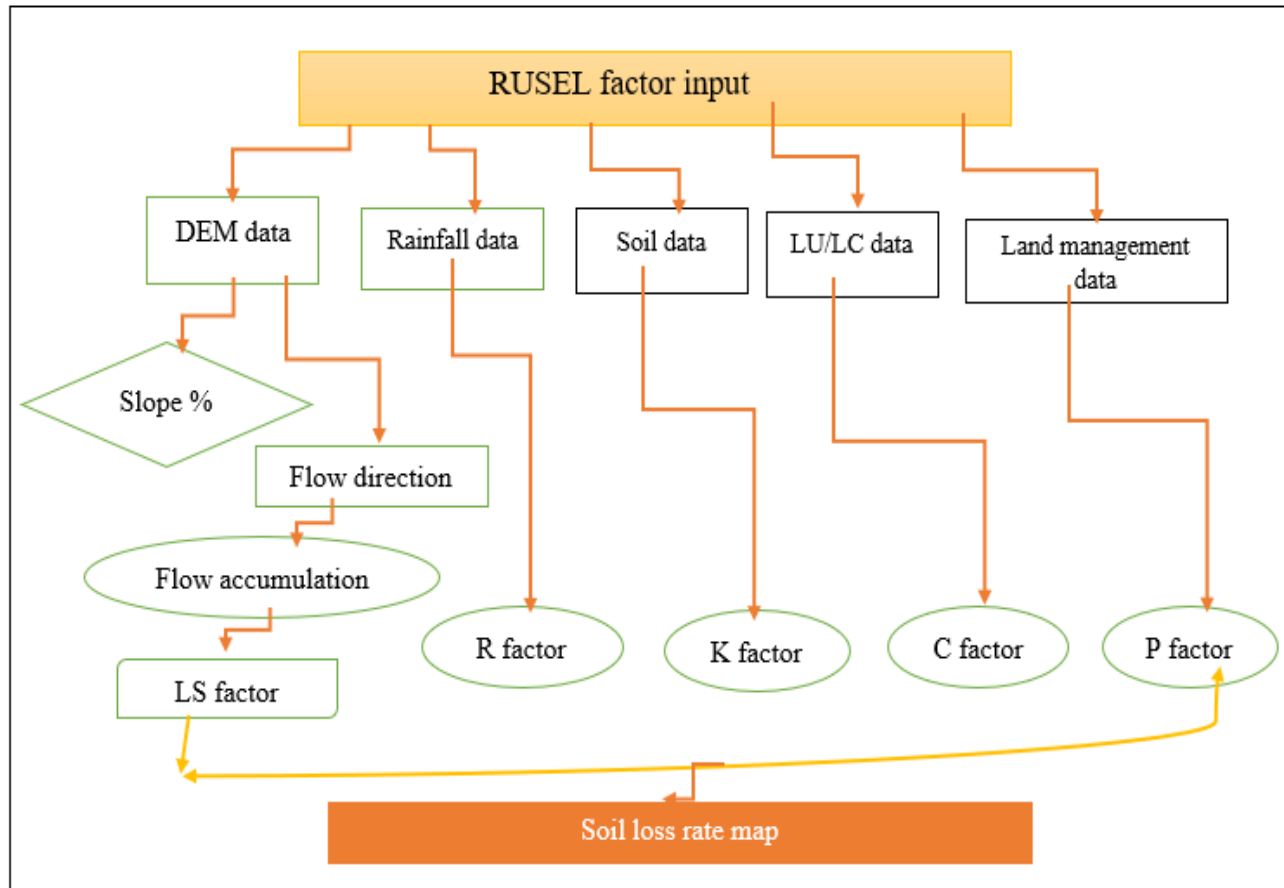 RUSEL factor input
DEM data
Rainfall data
Soil data
LU/LC data
Land management
data
Slope %
Flow direction
Flow accumulation
R factor
K factor
C factor
P factor
LS factor
Soil loss rate map